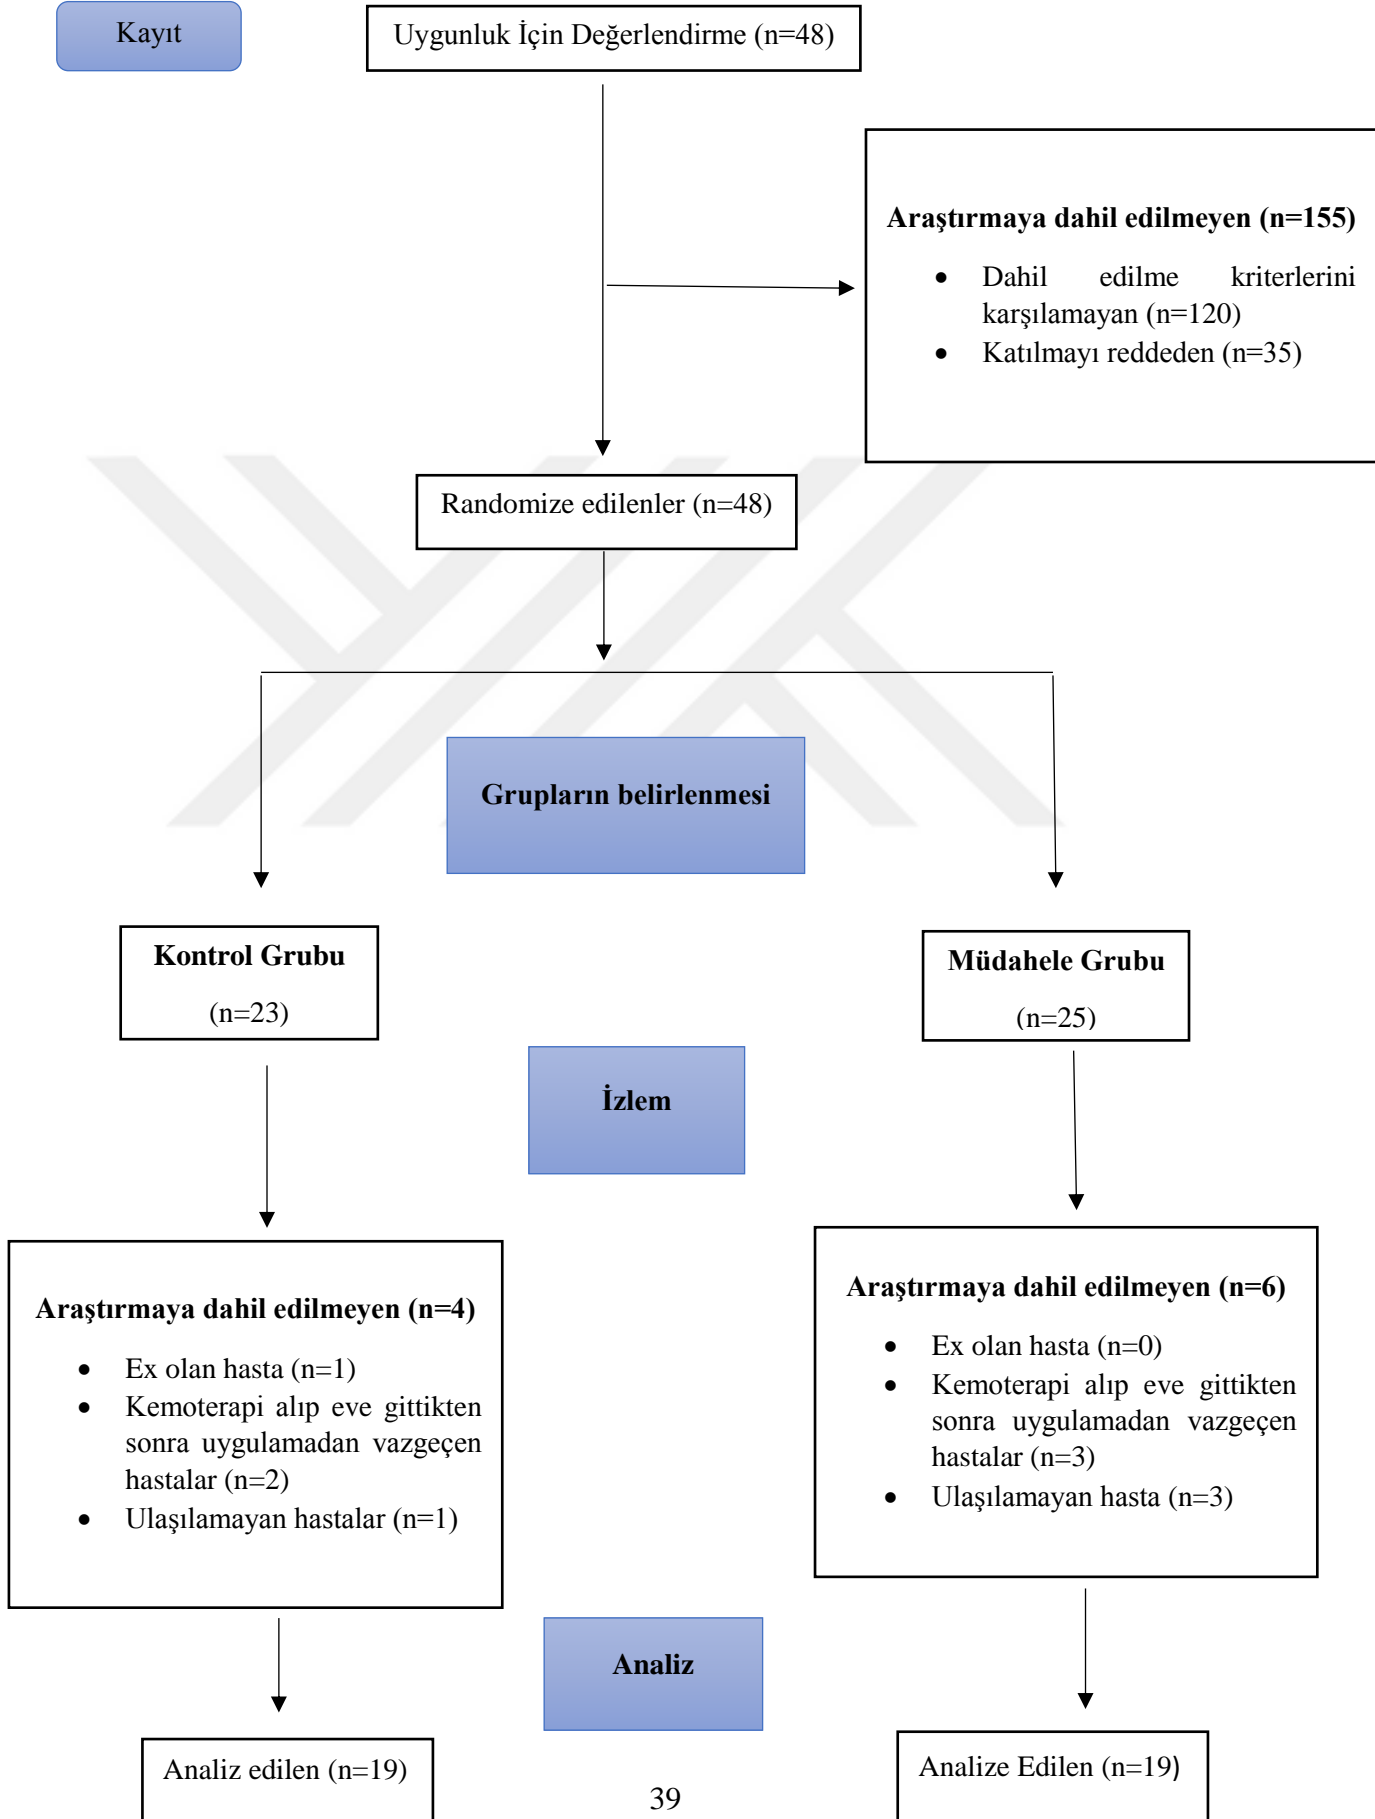 Kayıt
Uygunluk İçin Değerlendirme (n=48)
Araştırmaya dahil edilmeyen (n=155)
• Dahil edilme kriterlerini
karşılamayan (n=120)
• Katılmayı reddeden (n=35)
Randomize edilenler (n=48)
Grupların belirlenmesi
Kontrol Grubu
(n=23)
Müdahele Grubu
(n=25)
İzlem
Araştırmaya dahil edilmeyen (n=4)
• Ex olan hasta (n=1)
• Kemoterapi alıp eve gittikten
sonra uygulamadan vazgeçen
hastalar (n=2)
• Ulaşılamayan hastalar (n=1)
Araştırmaya dahil edilmeyen (n=6)
• Ex olan hasta (n=0)
• Kemoterapi alıp eve gittikten
sonra uygulamadan vazgeçen
hastalar (n=3)
• Ulaşılamayan hasta (n=3)
Analiz
Analiz edilen (n=19)
Analize Edilen (n=19)
39